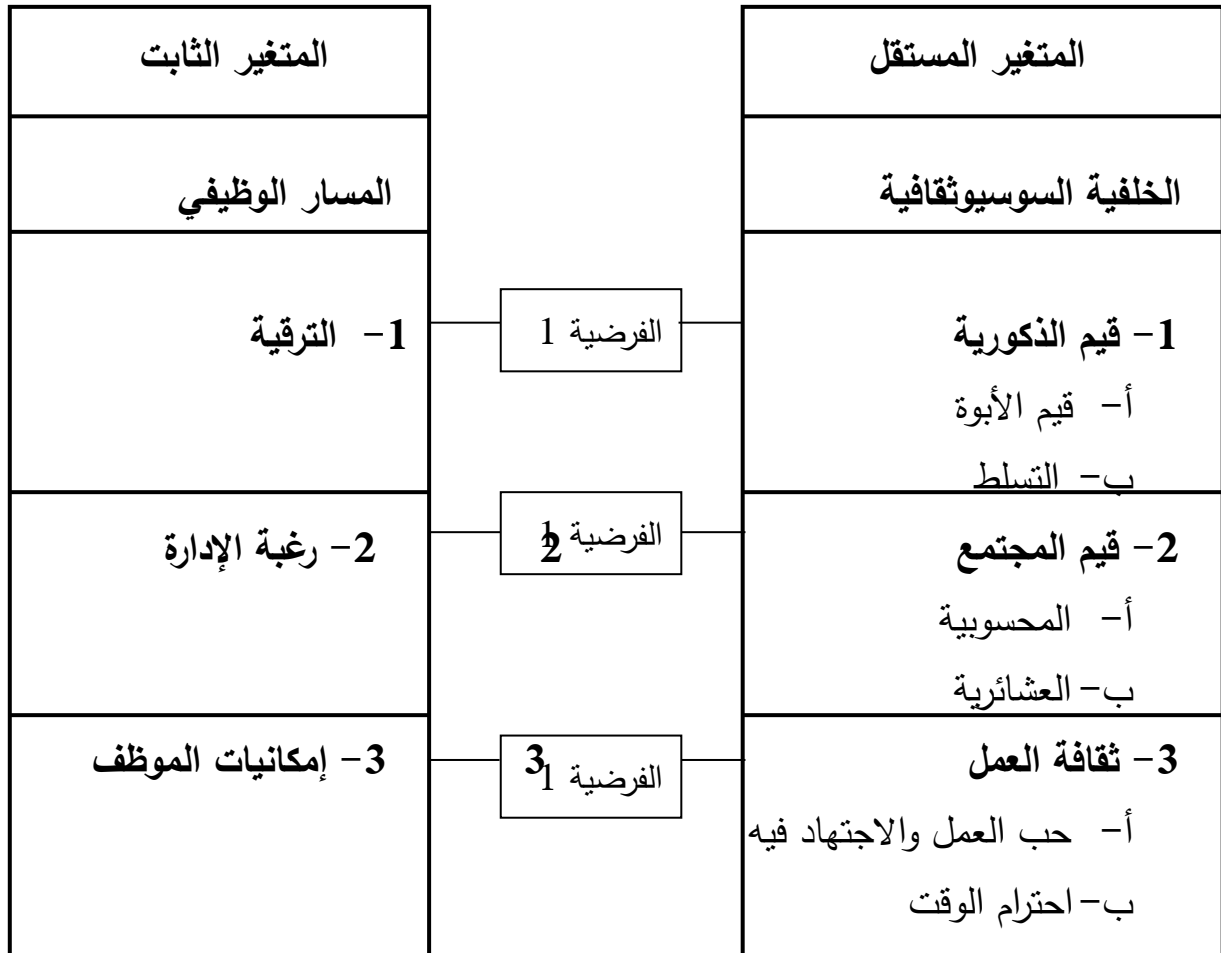 المتغير المستقل
المتغير الثابت
الخلفية السوسيوثقافية
المسار الوظيفي
1- قيم الذكورية
أ- قيم الأبوة
ب- التسلط
الفرضية 1
1- الترقية
2- قيم المجتمع
أ- المحسوبية
ب- العشائرية
الفرضية 1
2
2- رغبة الإدارة
3- ثقافة العمل
أ- حب العمل والاجتهاد فيه
ب- احترام الوقت
الفرضية 1
3
3- إمكانيات الموظف